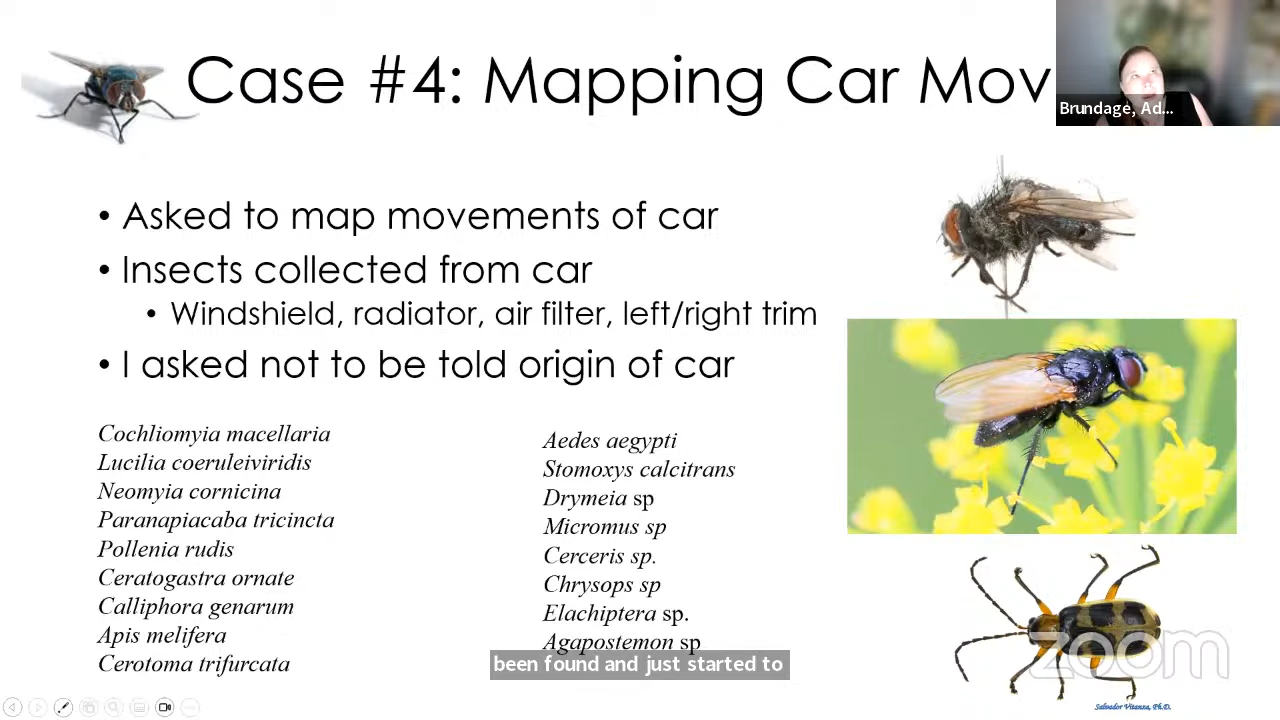 Case #4: Mapping Car Mov
Brundage, Ad...
• Asked to map movements of car
• Insects collected from car
• Windshield, radiator, air filter, left/right trim
• I asked not to be told origin of car
Cochliomyia macellaria
Lucilia coeruleiviridis
Neomyia cornicina
Paranapiacaba tricincta
Pollenia rudis
Ceratogastra ornate
Calliphora genarum
Apis melifera
Cerotoma trifurcata
Aedes aegypti
Stomoxys calcitrans
Drymeia sp
Micromus sp
Cerceris sp.
Chrysops sp
Elachiptera sp.
Agapostemon sp
been found and just started to
zoom
Salvador Vitanza, Ph.D.